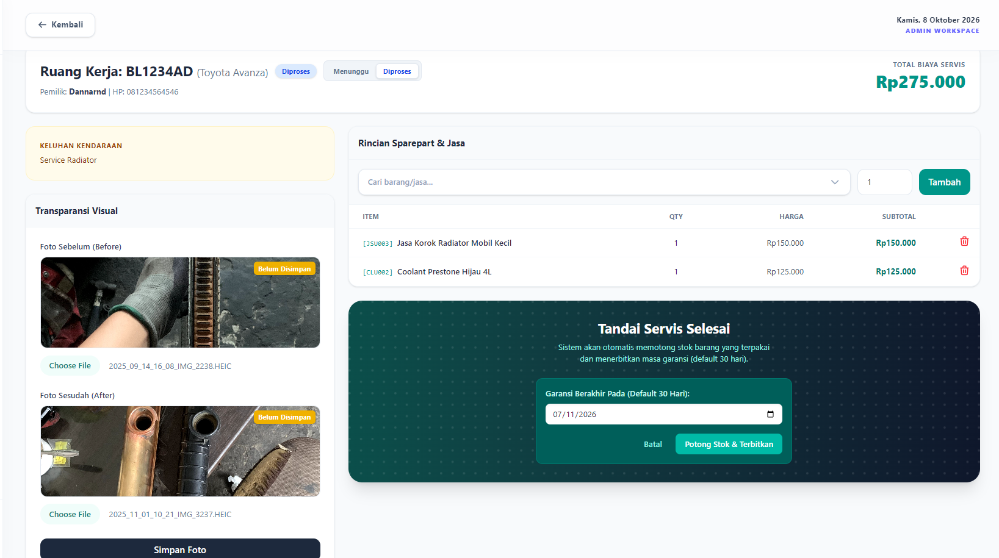 Kembali
Kamis, 8 Oktober 2026
ADMIN WORKSPACE
Ruang Kerja: BL1234AD (Toyota Avanza) Diproses Menunggu Diproses
Pemilik: Dannarnd | HP: 081234564546
TOTAL BIAYA SERVIS
Rp275.000
KELUHAN KENDARAAN
Service Radiator
Transparansi Visual
Foto Sebelum (Before)
Belum Disimpan
Choose File 2025_09_14_16_08_IMG_2238.HEIC
Foto Sesudah (After)
Belum Disimpan
Choose File 2025_11_01_10_21_IMG_3237.HEIC
Simpan Foto
Rincian Sparepart & Jasa
Cari barang/jasa... 1 Tambah
ITEM QTY HARGA SUBTOTAL
[JSU003] Jasa Korok Radiator Mobil Kecil 1 Rp150.000 Rp150.000
[CLU002] Coolant Prestone Hijau 4L 1 Rp125.000 Rp125.000
Tandai Servis Selesai
Sistem akan otomatis memotong stok barang yang terpakai
dan menerbitkan masa garansi (default 30 hari).
Garansi Berakhir Pada (Default 30 Hari):
07/11/2026
Batal Potong Stok & Terbitkan